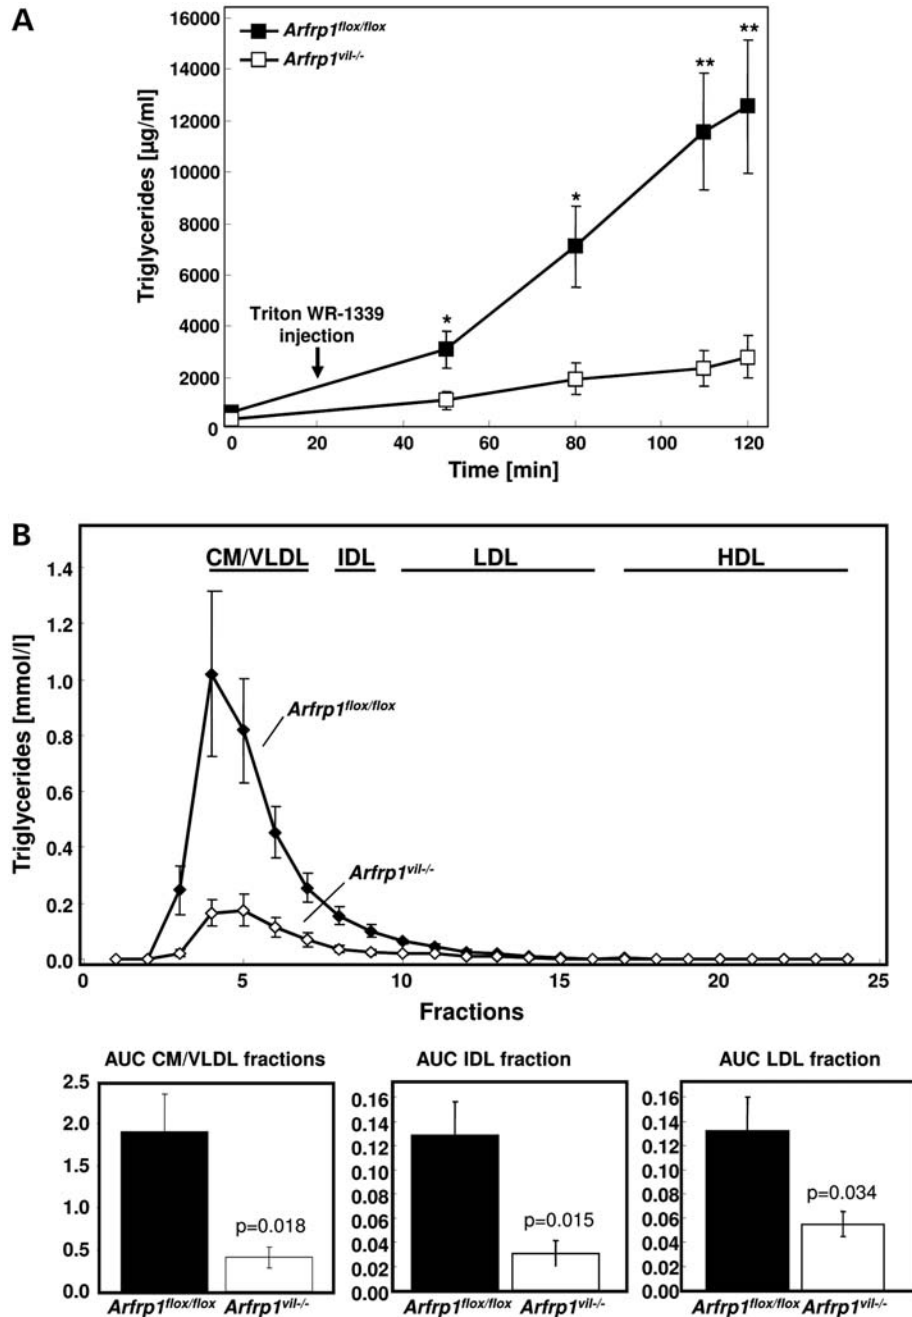 A
Arfrp1flox/flox
Arfrp1vil-/-
Triglycerides [µg/ml]
16000
14000
12000
10000
8000
6000
4000
2000
0
*
*
**
**
Triton WR-1339
injection
0 20 40 60 80 100 120
Time [min]
B
CM/VLDL IDL LDL HDL
Triglycerides [mmol/l]
1.4
1.2
1.0
0.8
0.6
0.4
0.2
0.0
Arfrp1flox/flox
Arfrp1vil-/-
0 5 10 15 20 25
Fractions
AUC CM/VLDL fractions
2.5
2.0
1.5
1.0
0.5
0.0
p=0.018
Arfrp1flox/flox Arfrp1vil-/-
AUC IDL fraction
0.16
0.14
0.12
0.10
0.08
0.06
0.04
0.02
0.00
p=0.015
Arfrp1flox/flox Arfrp1vil-/-
AUC LDL fraction
0.16
0.14
0.12
0.10
0.08
0.06
0.04
0.02
0.00
p=0.034
Arfrp1flox/flox Arfrp1vil-/-